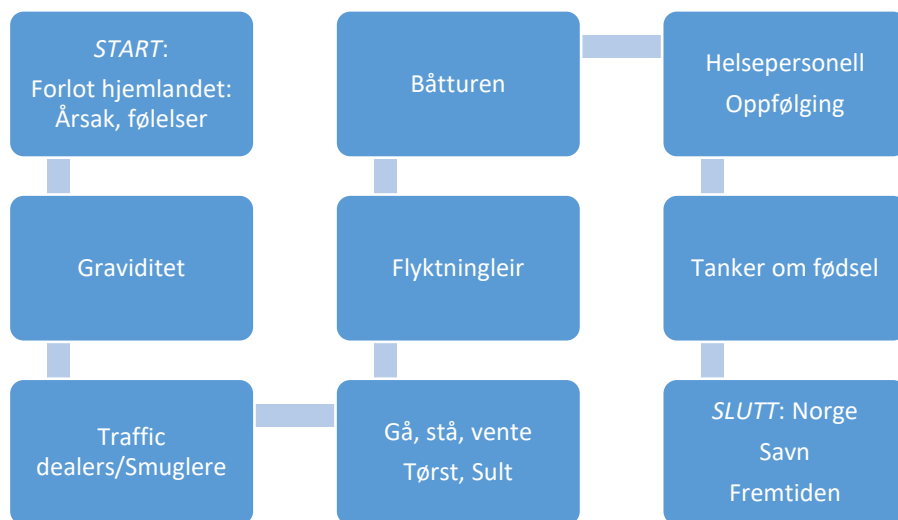 START:
Forlot hjemlandet:
Årsak, følelser
Graviditet
Traffic
dealers/Smuglere
Gå, stå, vente
Tørst, Sult
Flyktningleir
Båtturen
Helsepersonell
Oppfølging
Tanker om fødsel
SLUTT: Norge
Savn
Fremtiden